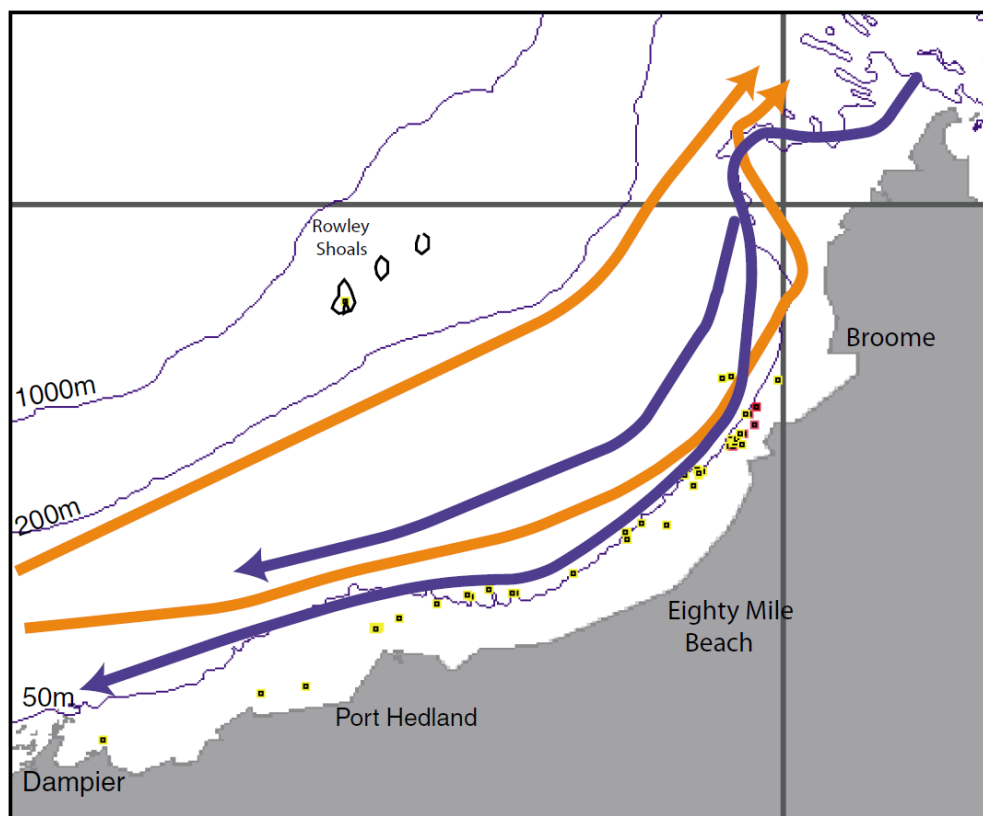 Rowley
Shoals
Broome
1000m
200m
Eighty Mile
Beach
50m
Port Hedland
Dampier